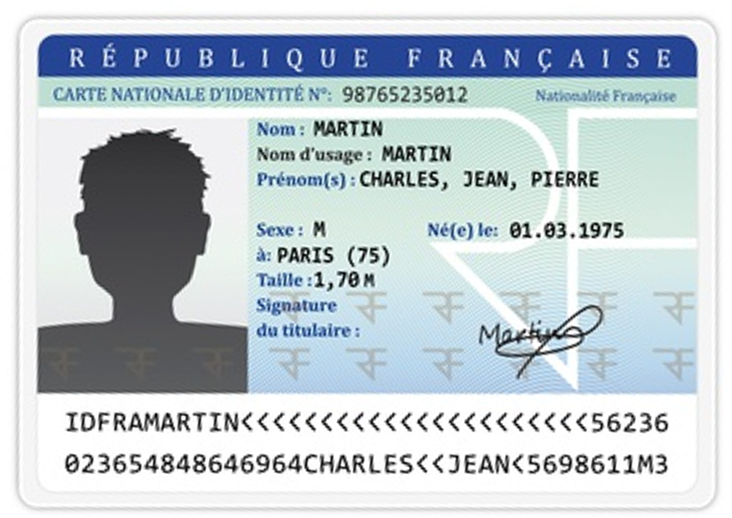 RÉPUBLIQUE FRANÇAISE
CARTE NATIONALE D'IDENTITÉ N°: 98765235012 Nationalité Française
Nom : MARTIN
Nom d'usage : MARTIN
Prénom(s) : CHARLES, JEAN, PIERRE
Sexe : M Né(e) le: 01.03.1975
à: PARIS (75)
Taille : 1,70 M
Signature
du titulaire :
Martin
IDFRAMARTIN<<<<<<<<<<<<<<<<<<<<<<<56236
023654848646964CHARLES<<JEAN<5698611M3